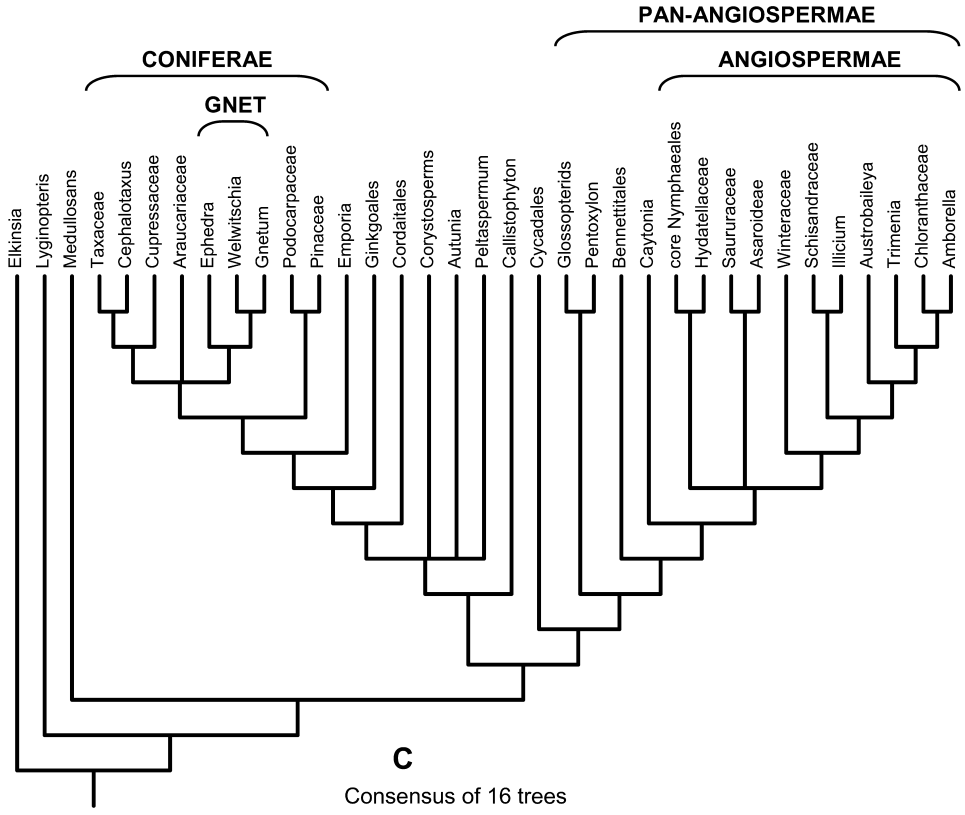 PAN-ANGIOSPERMAE
CONIFERAE
ANGIOSPERMAE
GNET
Elkinsia
Lyginopteris
Medullosans
Taxaceae
Cephalotaxus
Cupressaceae
Araucariaceae
Ephedra
Welwitschia
Gnetum
Podocarpaceae
Pinaceae
Emporia
Ginkgoales
Cordaitales
Corystosperms
Autunia
Peltaspermum
Callistophyton
Cycadales
Glossopterids
Pentoxylon
Bennettitales
Caytonia
core Nymphaeales
Hydatellaceae
Saururaceae
Asaroideae
Winteraceae
Schisandraceae
Illicium
Austrobaileya
Trimenia
Chloranthaceae
Amborella
C
Consensus of 16 trees